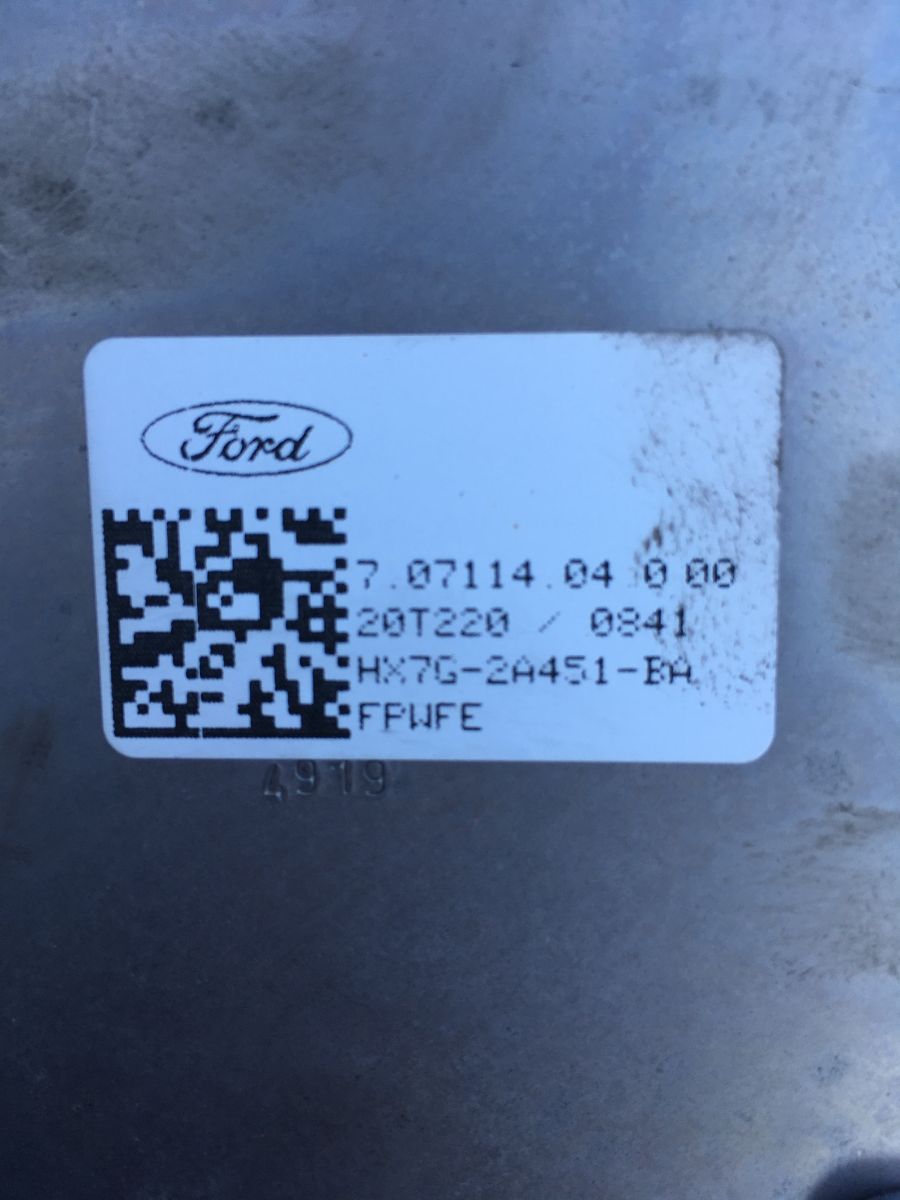 Ford
7.07114.04.0 00
20T220 / 0841
HX7G-2A451-BA
FPWFE
4919